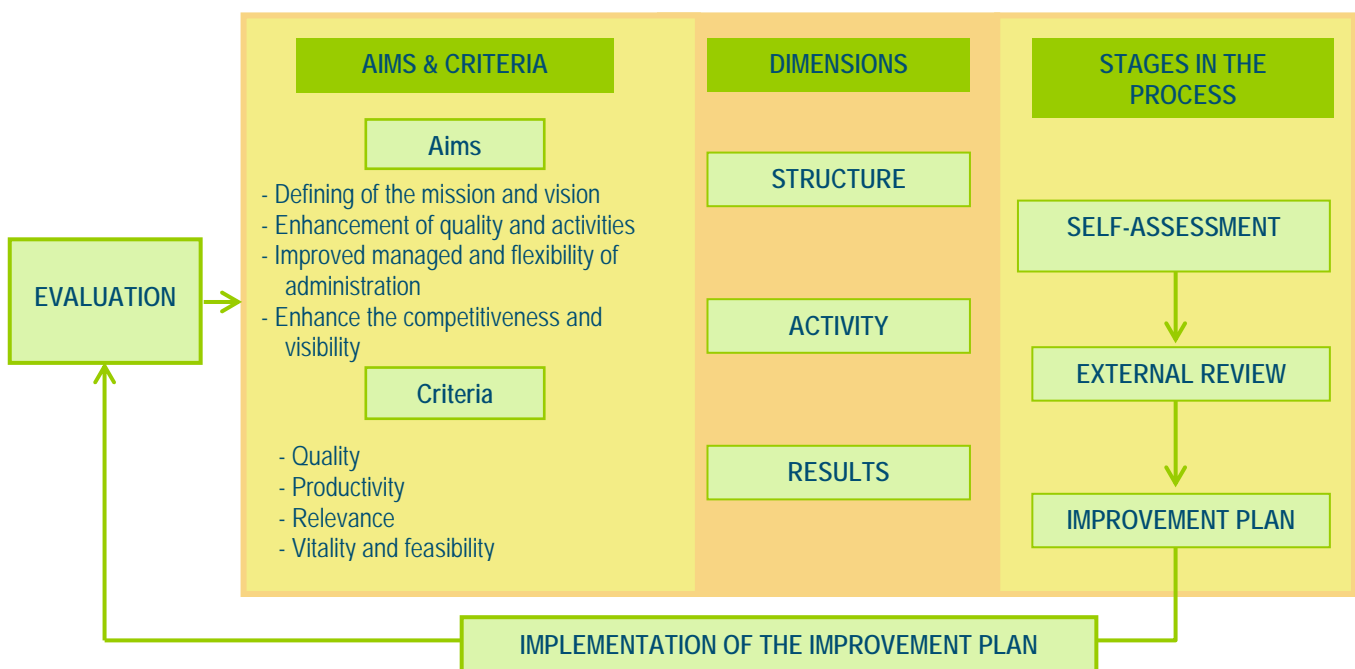 EVALUATION
AIMS & CRITERIA
Aims
- Defining of the mission and vision
- Enhancement of quality and activities
- Improved managed and flexibility of
administration
- Enhance the competitiveness and
visibility
Criteria
- Quality
- Productivity
- Relevance
- Vitality and feasibility
DIMENSIONS
STRUCTURE
ACTIVITY
RESULTS
STAGES IN THE
PROCESS
SELF-ASSESSMENT
EXTERNAL REVIEW
IMPROVEMENT PLAN
IMPLEMENTATION OF THE IMPROVEMENT PLAN